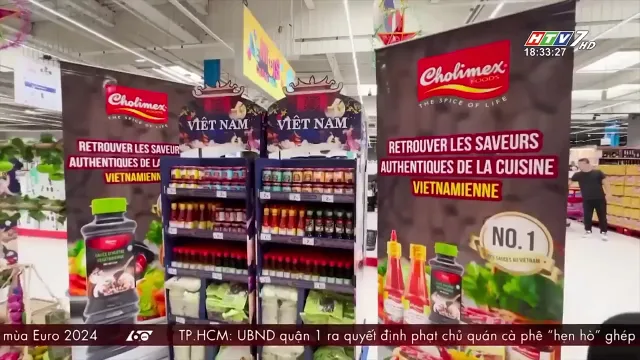 HTV7 HD
18:33:27
Cholimex
FOODS
THE SPICE OF LIFE
RETROUVER LES SAVEURS
AUTHENTIQUES DE LA
VIETNAMIENNE
VIỆT NAM
VIỆT NAM
Cholimex
FOODS
THE SPICE OF LIFE
RETROUVER LES SAVEURS
AUTHENTIQUES DE LA CUISINE
VIETNAMIENNE
NO.1
mùa Euro 2024
60
TP.HCM: UBND quận 1 ra quyết định phạt chủ quán cà phê "hẹn hò" ghép